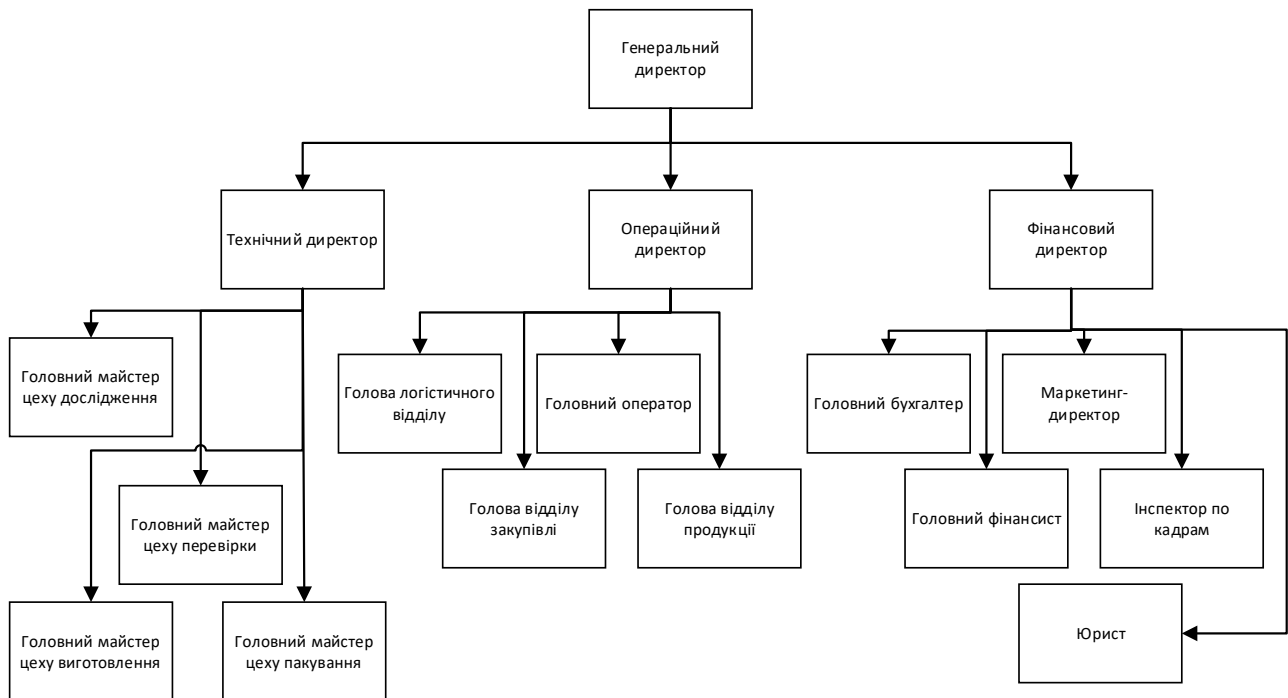 Генеральний
директор
Технічний директор
Операційний
директор
Фінансовий
директор
Головний майстер
цеху дослідження
Голова логістичного
відділу
Головний оператор
Головний бухгалтер
Маркетинг-
директор
Головний майстер
цеху перевірки
Голова відділу
закупівлі
Голова відділу
продукції
Головний фінансист
Інспектор по
кадрам
Головний майстер
цеху виготовлення
Головний майстер
цеху пакування
Юрист